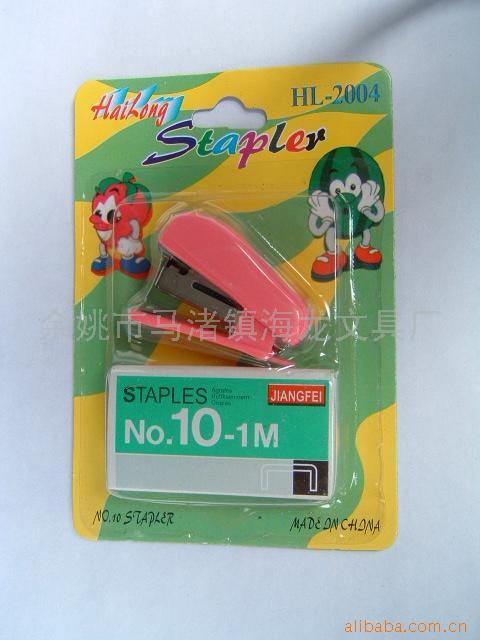 HaiLong
HL-2004
Stapler
余姚市马渚镇海龙文具厂
STAPLES
Agrafes
JIANGFEI
No.10-1M
NO.10 STAPLER
MADE IN CHINA
alibaba.com.cn